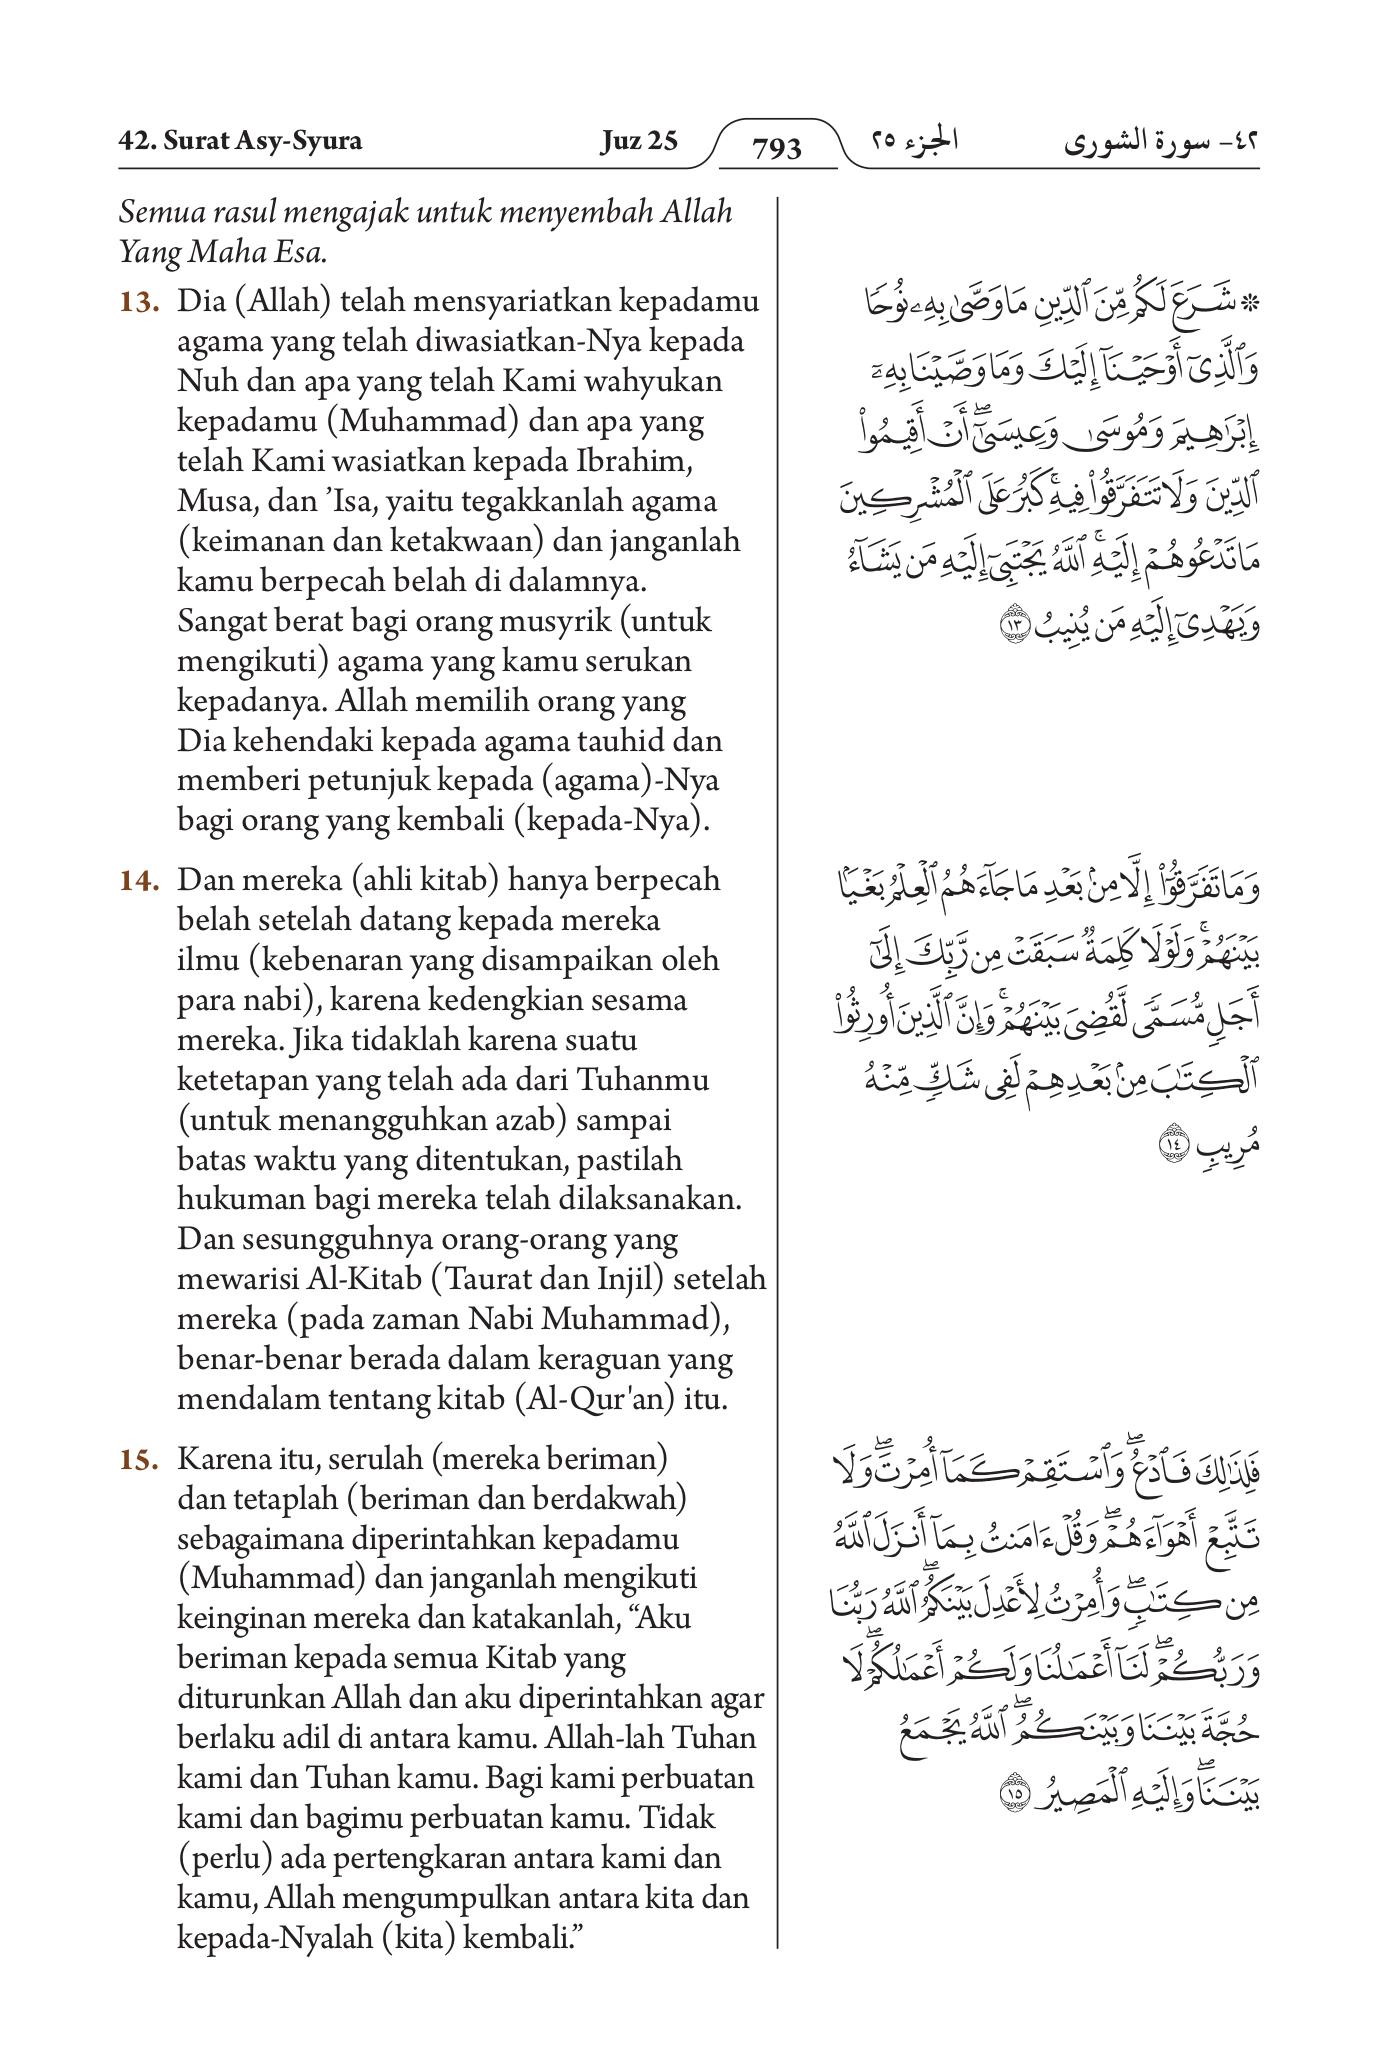 42. Surat Asy-Syura
Juz 25
793
الجزء ٢٥
٤٢- سورة الشورى
Semua rasul mengajak untuk menyembah Allah
Yang Maha Esa.
13. Dia (Allah) telah mensyariatkan kepadamu
agama yang telah diwasiatkan-Nya kepada
Nuh dan apa yang telah Kami wahyukan
kepadamu (Muhammad) dan apa yang
telah Kami wasiatkan kepada Ibrahim,
Musa, dan ’Isa, yaitu tegakkanlah agama
(keimanan dan ketakwaan) dan janganlah
kamu berpecah belah di dalamnya.
Sangat berat bagi orang musyrik (untuk
mengikuti) agama yang kamu serukan
kepadanya. Allah memilih orang yang
Dia kehendaki kepada agama tauhid dan
memberi petunjuk kepada (agama)-Nya
bagi orang yang kembali (kepada-Nya).
14. Dan mereka (ahli kitab) hanya berpecah
belah setelah datang kepada mereka
ilmu (kebenaran yang disampaikan oleh
para nabi), karena kedengkian sesama
mereka. Jika tidaklah karena suatu
ketetapan yang telah ada dari Tuhanmu
(untuk menangguhkan azab) sampai
batas waktu yang ditentukan, pastilah
hukuman bagi mereka telah dilaksanakan.
Dan sesungguhnya orang-orang yang
mewarisi Al-Kitab (Taurat dan Injil) setelah
mereka (pada zaman Nabi Muhammad),
benar-benar berada dalam keraguan yang
mendalam tentang kitab (Al-Qur'an) itu.
15. Karena itu, serulah (mereka beriman)
dan tetaplah (beriman dan berdakwah)
sebagaimana diperintahkan kepadamu
(Muhammad) dan janganlah mengikuti
keinginan mereka dan katakanlah, “Aku
beriman kepada semua Kitab yang
diturunkan Allah dan aku diperintahkan agar
berlaku adil di antara kamu. Allah-lah Tuhan
kami dan Tuhan kamu. Bagi kami perbuatan
kami dan bagimu perbuatan kamu. Tidak
(perlu) ada pertengkaran antara kami dan
kamu, Allah mengumpulkan antara kita dan
kepada-Nyalah (kita) kembali.”
۞ شَرَعَ لَكُم مِّنَ ٱلدِّينِ مَا وَصَّىٰ بِهِۦ نُوحٗا
وَٱلَّذِيٓ أَوۡحَيۡنَآ إِلَيۡكَ وَمَا وَصَّيۡنَا بِهِۦٓ
إِبۡرَٰهِيمَ وَمُوسَىٰ وَعِيسَىٰٓۖ أَنۡ أَقِيمُواْ
ٱلدِّينَ وَلَا تَتَفَرَّقُواْ فِيهِۚ كَبُرَ عَلَى ٱلۡمُشۡرِكِينَ
مَا تَدۡعُوهُمۡ إِلَيۡهِۚ ٱللَّهُ يَجۡتَبِيٓ إِلَيۡهِ مَن يَشَآءُ
وَيَهۡدِيٓ إِلَيۡهِ مَن يُنِيبُ ١٣
وَمَا تَفَرَّقُوٓاْ إِلَّا مِنۢ بَعۡدِ مَا جَآءَهُمُ ٱلۡعِلۡمُ بَغۡيَۢا
بَيۡنَهُمۡۚ وَلَوۡلَا كَلِمَةٞ سَبَقَتۡ مِن رَّبِّكَ إِلَىٰٓ
أَجَلٖ مُّسَمّٗى لَّقُضِيَ بَيۡنَهُمۡۚ وَإِنَّ ٱلَّذِينَ أُورِثُواْ
ٱلۡكِتَٰبَ مِنۢ بَعۡدِهِمۡ لَفِي شَكّٖ مِّنۡهُ
مُرِيبٖ ١٤
فَلِذَٰلِكَ فَٱدۡعُۖ وَٱسۡتَقِمۡ كَمَآ أُمِرۡتَۖ وَلَا
تَتَّبِعۡ أَهۡوَآءَهُمۡۖ وَقُلۡ ءَامَنتُ بِمَآ أَنزَلَ ٱللَّهُ
مِن كِتَٰبٖۖ وَأُمِرۡتُ لِأَعۡدِلَ بَيۡنَكُمُۖ ٱللَّهُ رَبُّنَا
وَرَبُّكُمۡۖ لَنَآ أَعۡمَٰلُنَا وَلَكُمۡ أَعۡمَٰلُكُمۡۖ لَا
حُجَّةَ بَيۡنَنَا وَبَيۡنَكُمُۖ ٱللَّهُ يَجۡمَعُ
بَيۡنَنَاۖ وَإِلَيۡهِ ٱلۡمَصِيرُ ١٥